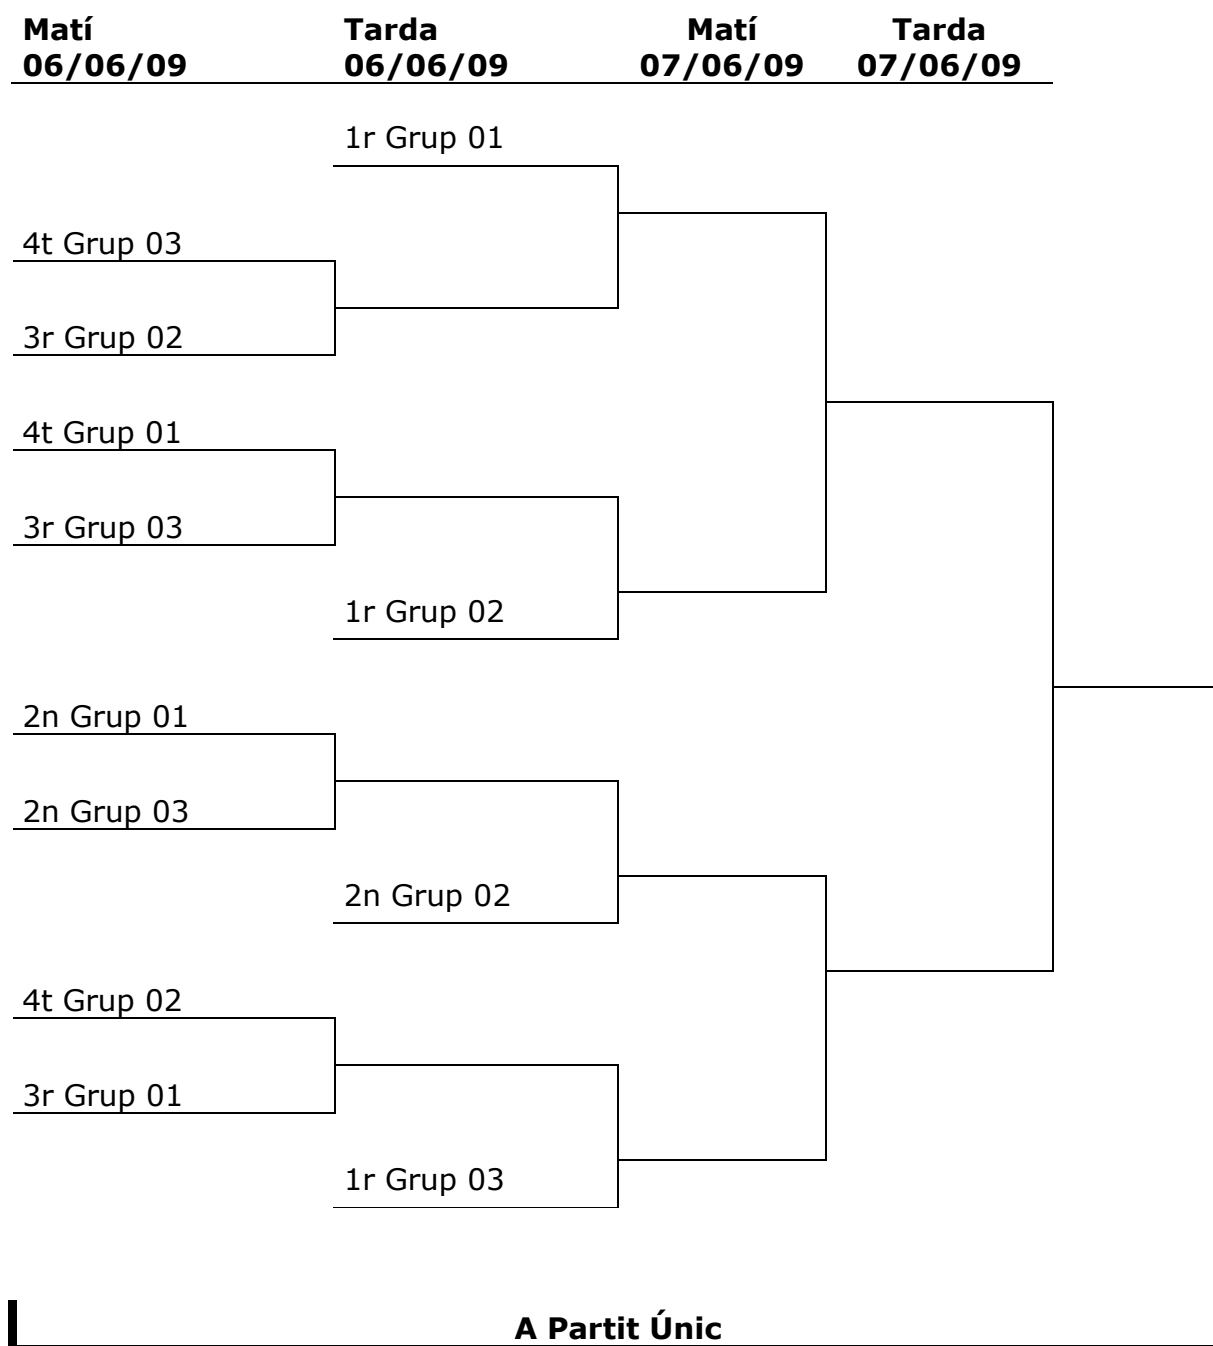 Matí Tarda Matí Tarda
06/06/09 06/06/09 07/06/09 07/06/09
1r Grup 01
4t Grup 03
3r Grup 02
4t Grup 01
3r Grup 03
1r Grup 02
2n Grup 01
2n Grup 03
2n Grup 02
4t Grup 02
3r Grup 01
1r Grup 03
A Partit Únic